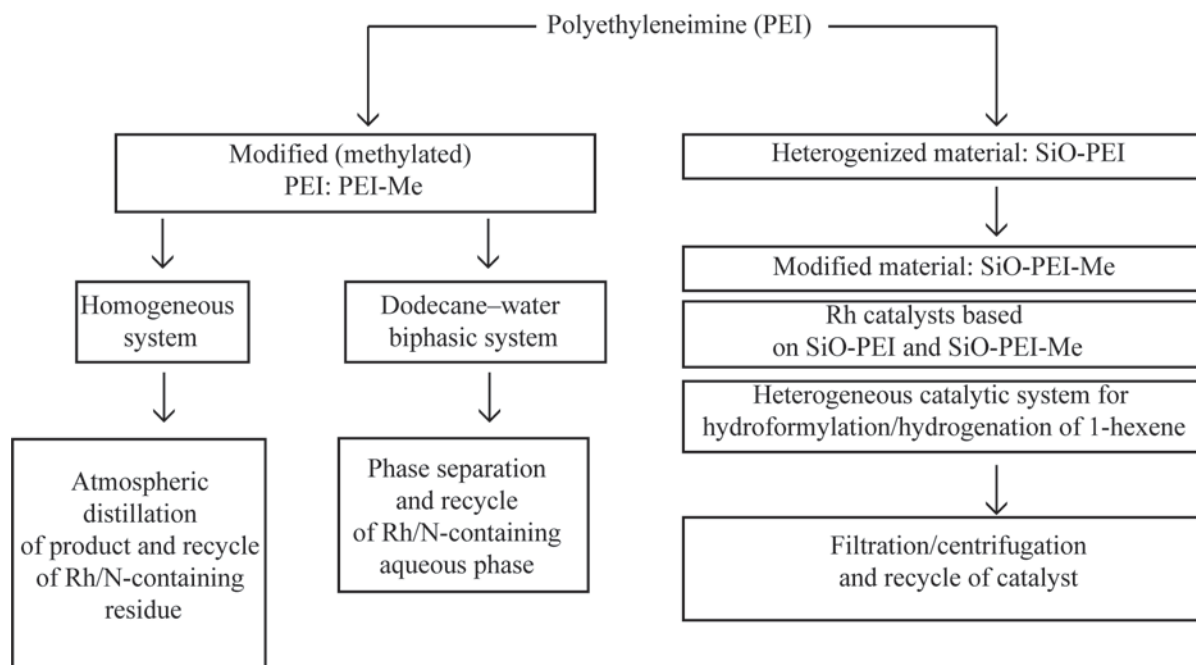 Polyethyleneimine (PEI)
Modified (methylated)
PEI: PEI-Me
Homogeneous
system
Dodecane–water
biphasic system
Atmospheric
distillation
of product and recycle
of Rh/N-containing
residue
Phase separation
and recycle
of Rh/N-containing
aqueous phase
Heterogenized material: SiO-PEI
Modified material: SiO-PEI-Me
Rh catalysts based
on SiO-PEI and SiO-PEI-Me
Heterogeneous catalytic system for
hydroformylation/hydrogenation of 1-hexene
Filtration/centrifugation
and recycle of catalyst